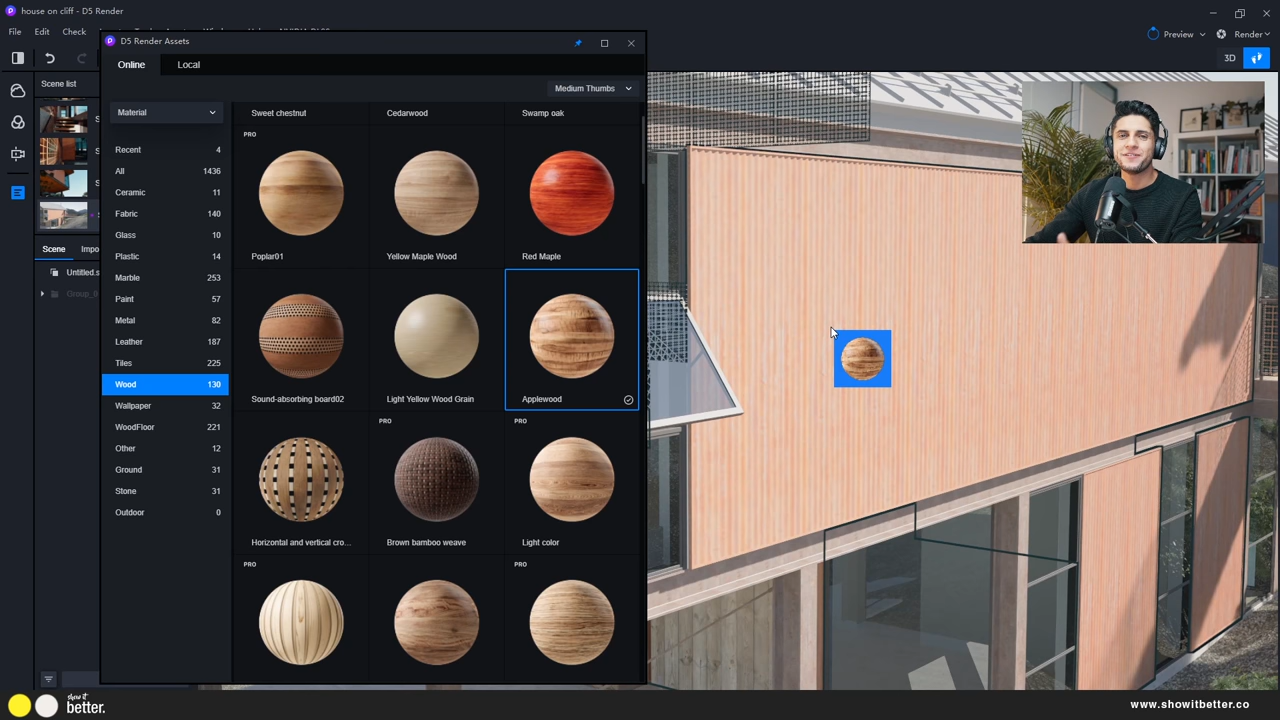 house on cliff - D5 Render
File
Edit
Check
D5 Render Assets
Preview
Render
Online
Local
3D
Scene list
Medium Thumbs
Material
Sweet chestnut
Cedarwood
Swamp oak
Recent 4
All 1436
Ceramic 11
Fabric 140
Glass 10
Plastic 14
Marble 253
Paint 57
Metal 82
Leather 187
Tiles 225
Wood 130
Wallpaper 32
WoodFloor 221
Other 12
Ground 31
Stone 31
Outdoor 0
PRO
Poplar01
Yellow Maple Wood
Red Maple
Sound-absorbing board02
Light Yellow Wood Grain
Applewood
PRO
PRO
Horizontal and vertical cro...
Brown bamboo weave
Light color
PRO
PRO
Scene
Impo
Untitled.s
Group_0
show it
better.
www.showitbetter.co